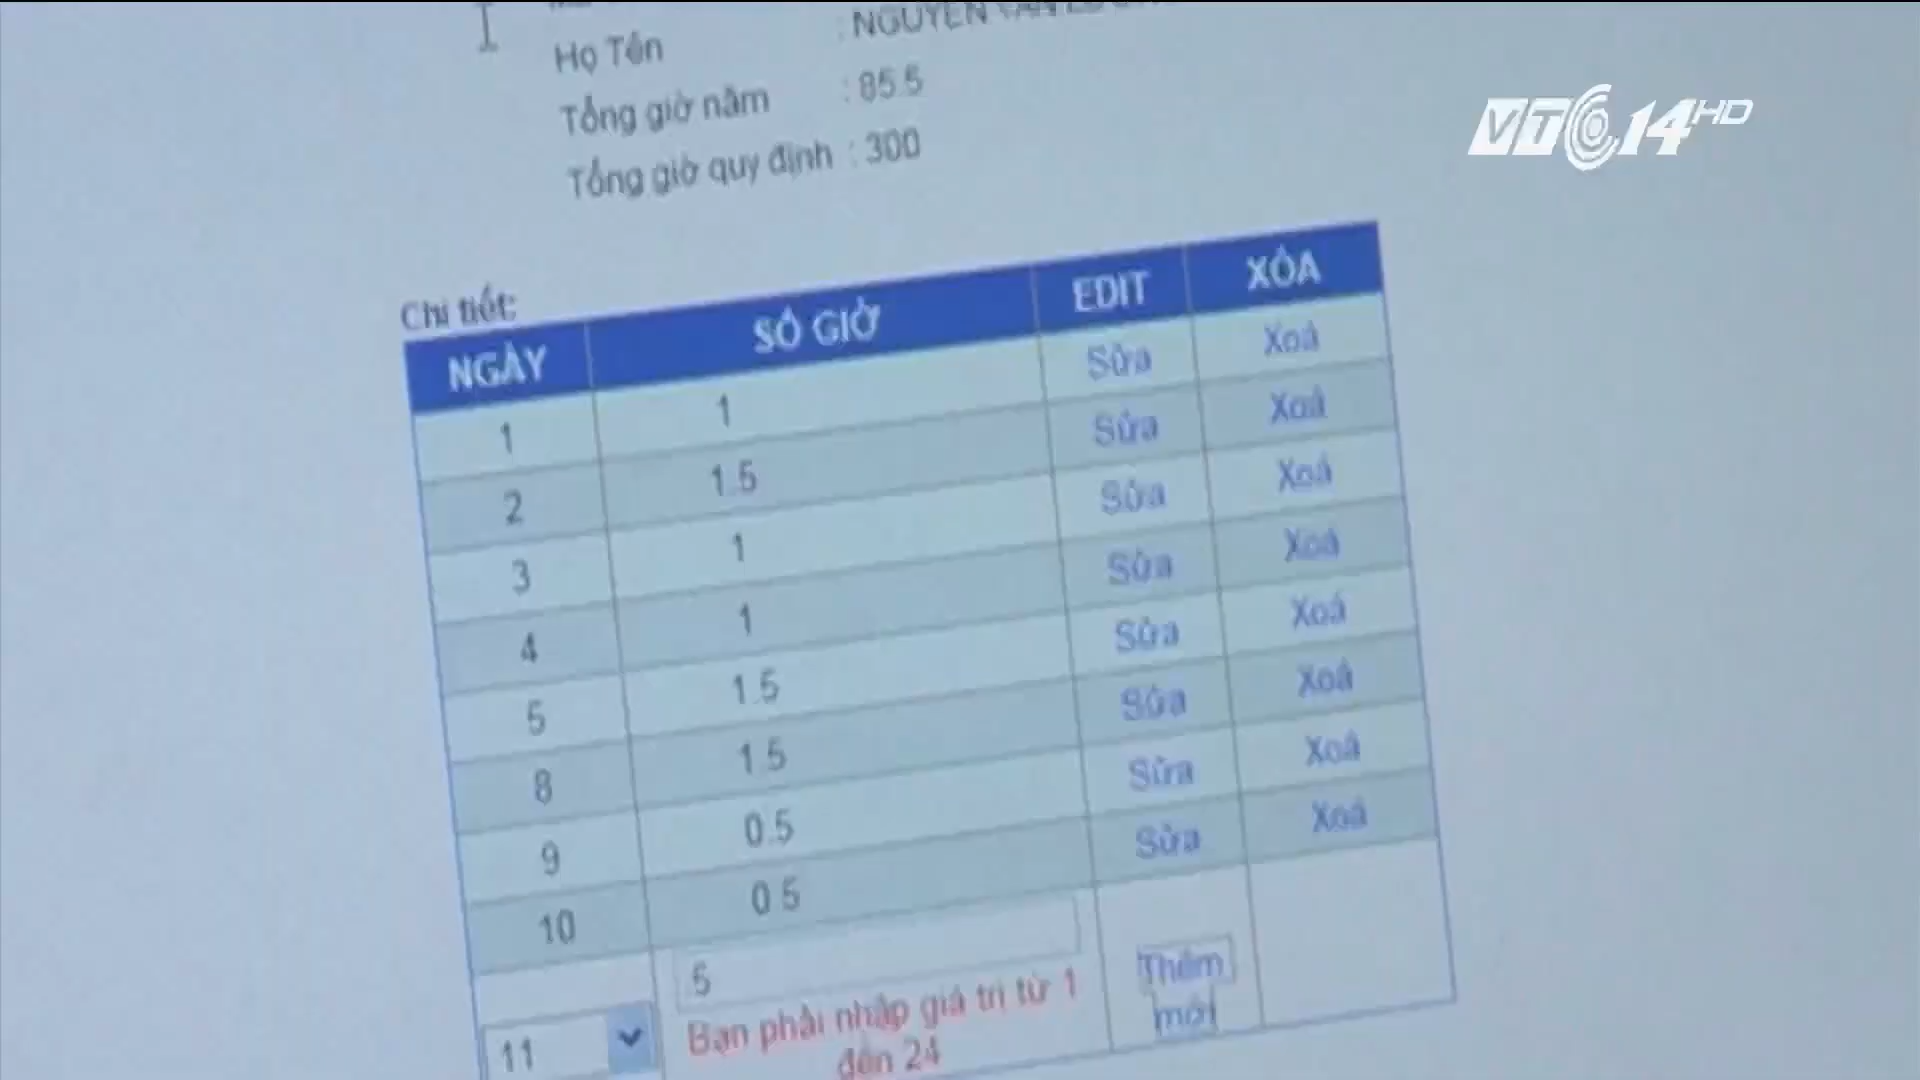 Họ Tên : NGUYỄN
Tổng giờ năm : 85.5
Tổng giờ quy định : 300
VTC14 HD
Chi tiết:
NGÀY SỐ GIỜ EDIT XÓA
1 1 Sửa Xoá
2 1.5 Sửa Xoá
3 1 Sửa Xoá
4 1 Sửa Xoá
5 1.5 Sửa Xoá
8 1.5 Sửa Xoá
9 0.5 Sửa Xoá
10 0.5 Sửa Xoá
11 5 Thêm mới
Bạn phải nhập giá trị từ 1
đến 24